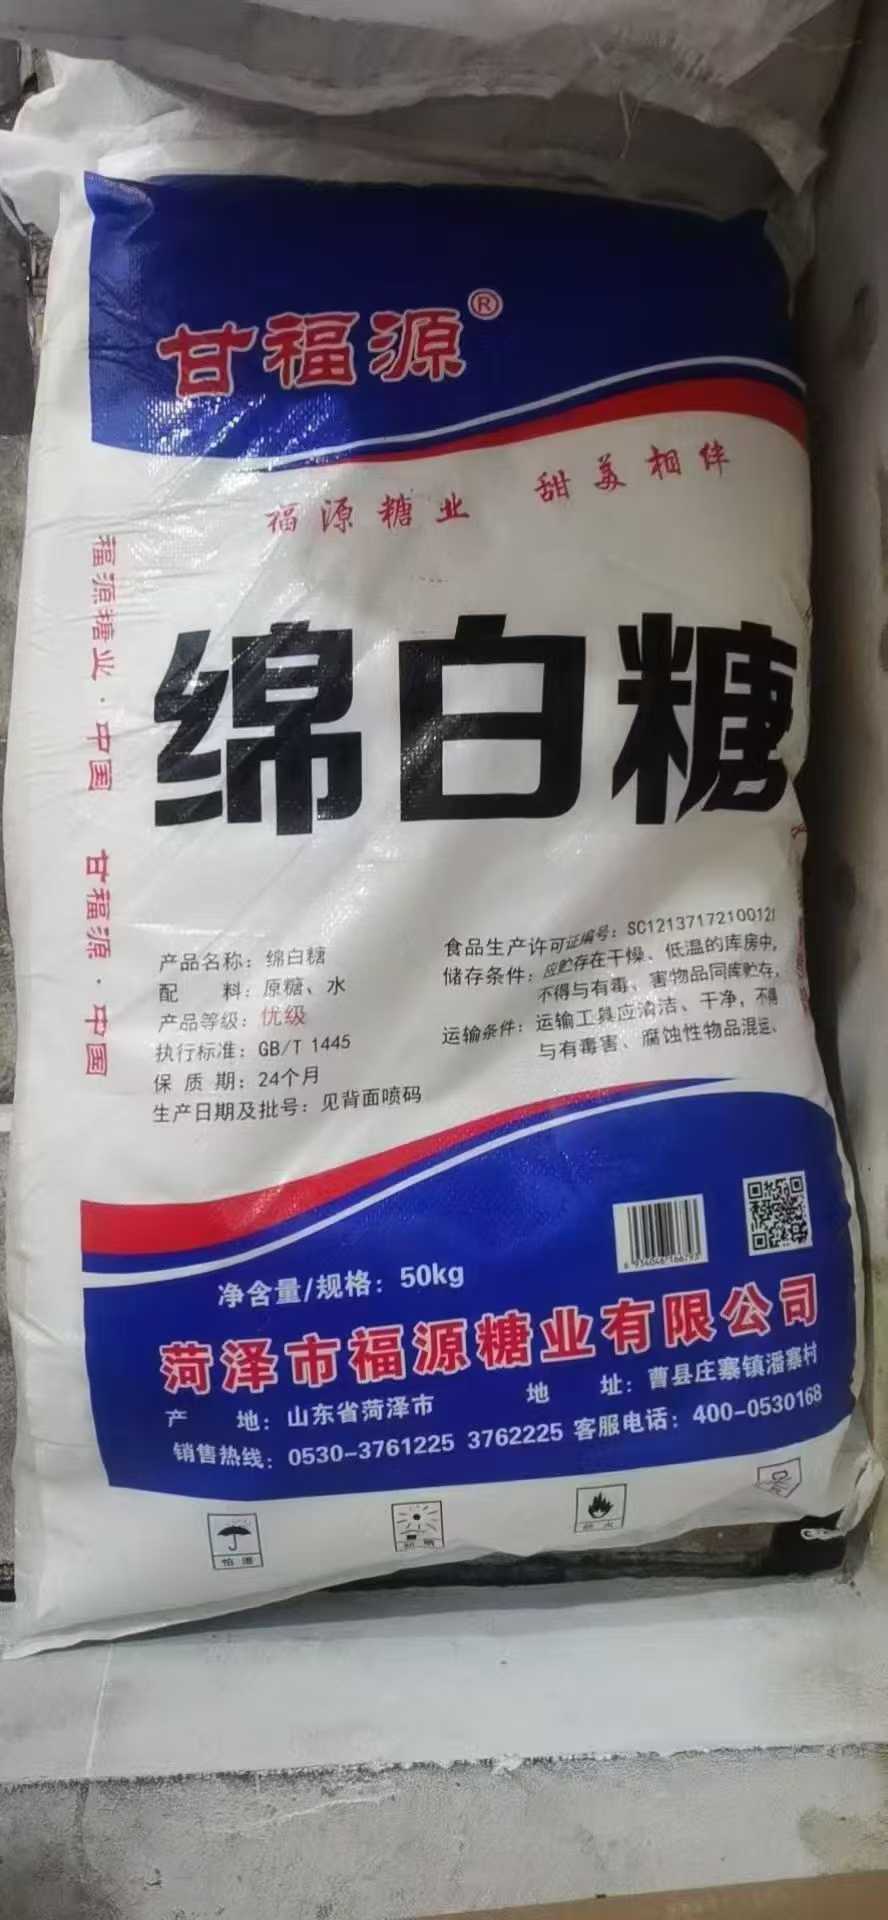 甘福源®
福源糖业 甜美相伴
绵白糖
福源糖业·中国 甘福源·中国
产品名称：绵白糖
配 料：原糖、水
产品等级：优级
执行标准：GB/T 1445
保 质 期：24个月
生产日期及批号：见背面喷码
食品生产许可证编号：SC1213717210012
储存条件：应贮存在干燥、低温的库房中，
不得与有毒、害物品同库贮存，
运输条件：运输工具应清洁、干净，不得
与有毒害、腐蚀性物品混运、
净含量/规格：50kg
菏泽市福源糖业有限公司
产 地：山东省菏泽市 地 址：曹县庄寨镇潘寨村
销售热线：0530-3761225 3762225 客服电话：400-0530168
怕湿